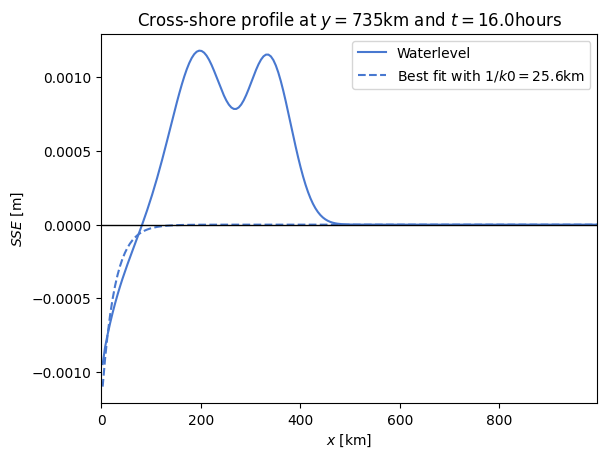 Cross-shore profile at y = 735km and t = 16.0hours
Waterlevel
Best fit with 1/k0 = 25.6km
0.0010
0.0005
0.0000
−0.0005
−0.0010
SSE [m]
0 200 400 600 800
x [km]